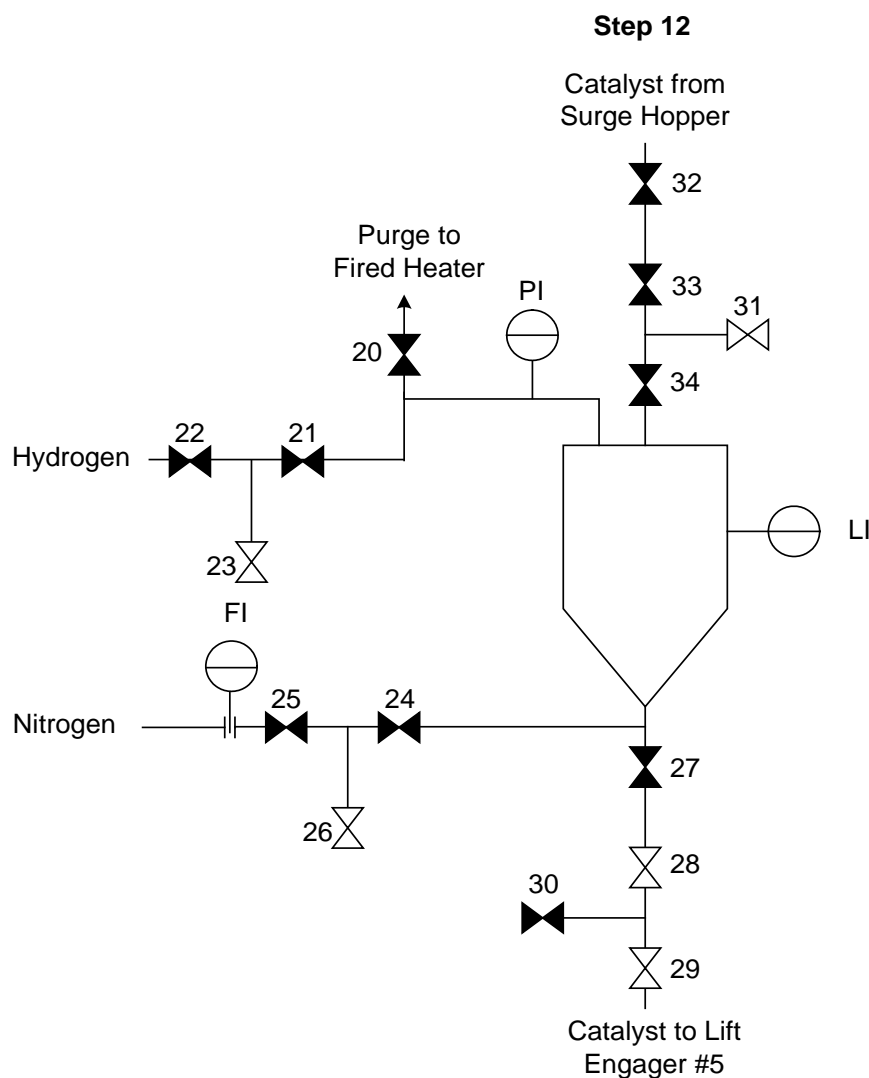 Step 12
Catalyst from
Surge Hopper
32
Purge to
Fired Heater
PI
33
31
20
34
22
21
Hydrogen
23
LI
FI
25
24
Nitrogen
27
26
28
30
29
Catalyst to Lift
Engager #5